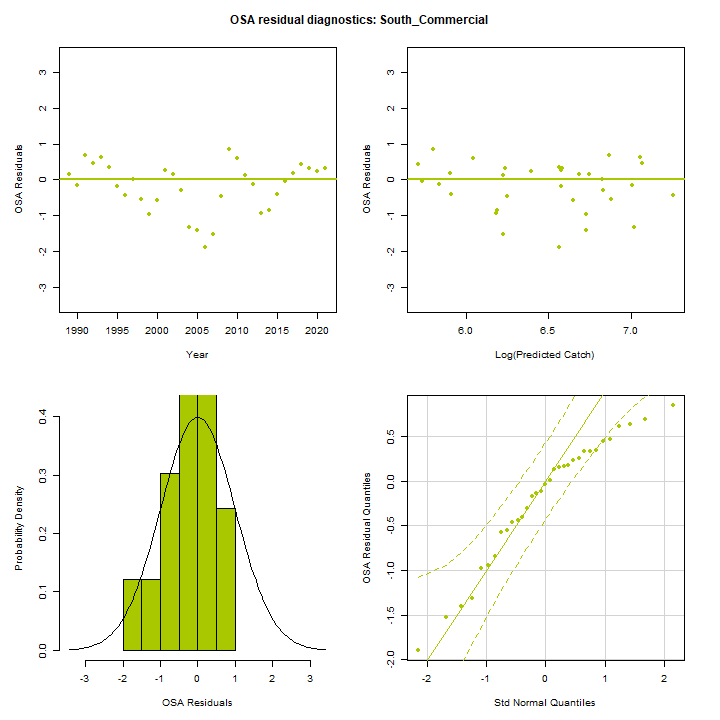 OSA residual diagnostics: South_Commercial
OSA Residuals
3
2
1
0
-1
-2
-3
1990 1995 2000 2005 2010 2015 2020
Year
OSA Residuals
3
2
1
0
-1
-2
-3
6.0 6.5 7.0
Log(Predicted Catch)
Probability Density
0.4
0.3
0.2
0.1
0.0
-3 -2 -1 0 1 2 3
OSA Residuals
OSA Residual Quantiles
0.5
0.0
-0.5
-1.0
-1.5
-2.0
-2 -1 0 1 2
Std Normal Quantiles